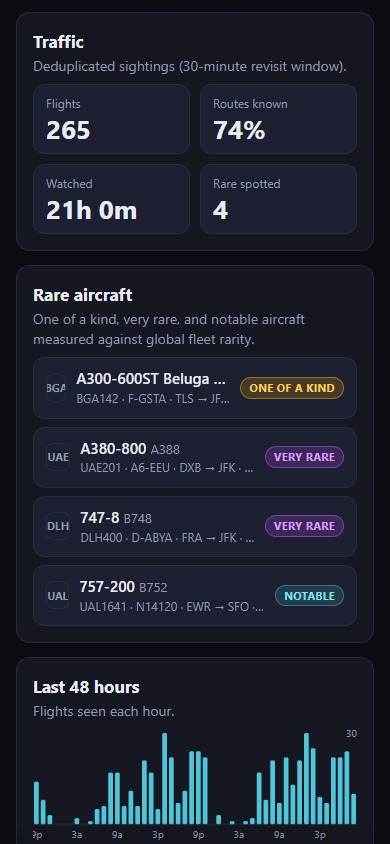 Traffic
Deduplicated sightings (30-minute revisit window).
Flights
265
Routes known
74%
Watched
21h 0m
Rare spotted
4
Rare aircraft
One of a kind, very rare, and notable aircraft
measured against global fleet rarity.
BGA
A300-600ST Beluga ...
BGA142 · F-GSTA · TLS → JF...
ONE OF A KIND
UAE
A380-800 A388
UAE201 · A6-EEU · DXB → JFK · ...
VERY RARE
DLH
747-8 B748
DLH400 · D-ABYA · FRA → JFK · ...
VERY RARE
UAL
757-200 B752
UAL1641 · N14120 · EWR → SFO ·...
NOTABLE
Last 48 hours
Flights seen each hour.
30
9p 3a 9a 3p 9p 3a 9a 3p